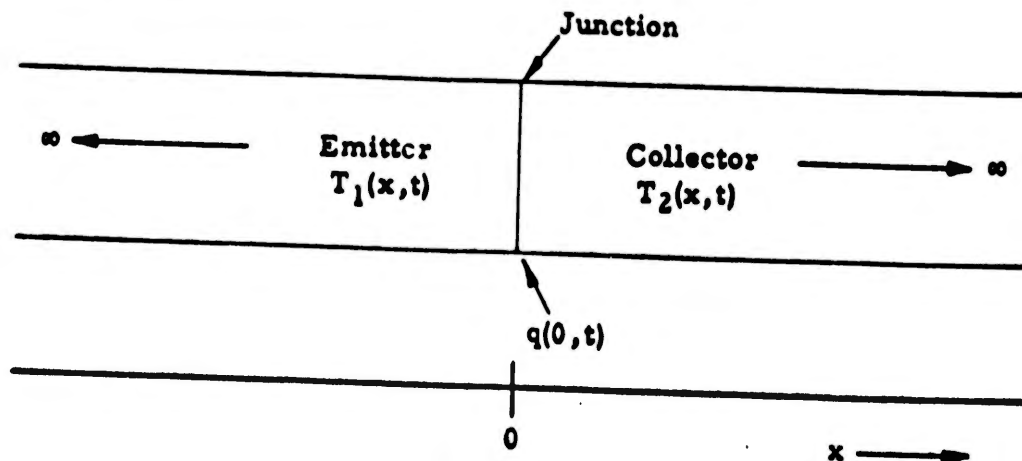 Junction
∞ Emitter Collector ∞
T₁(x,t) T₂(x,t)
q(0,t)
0
x